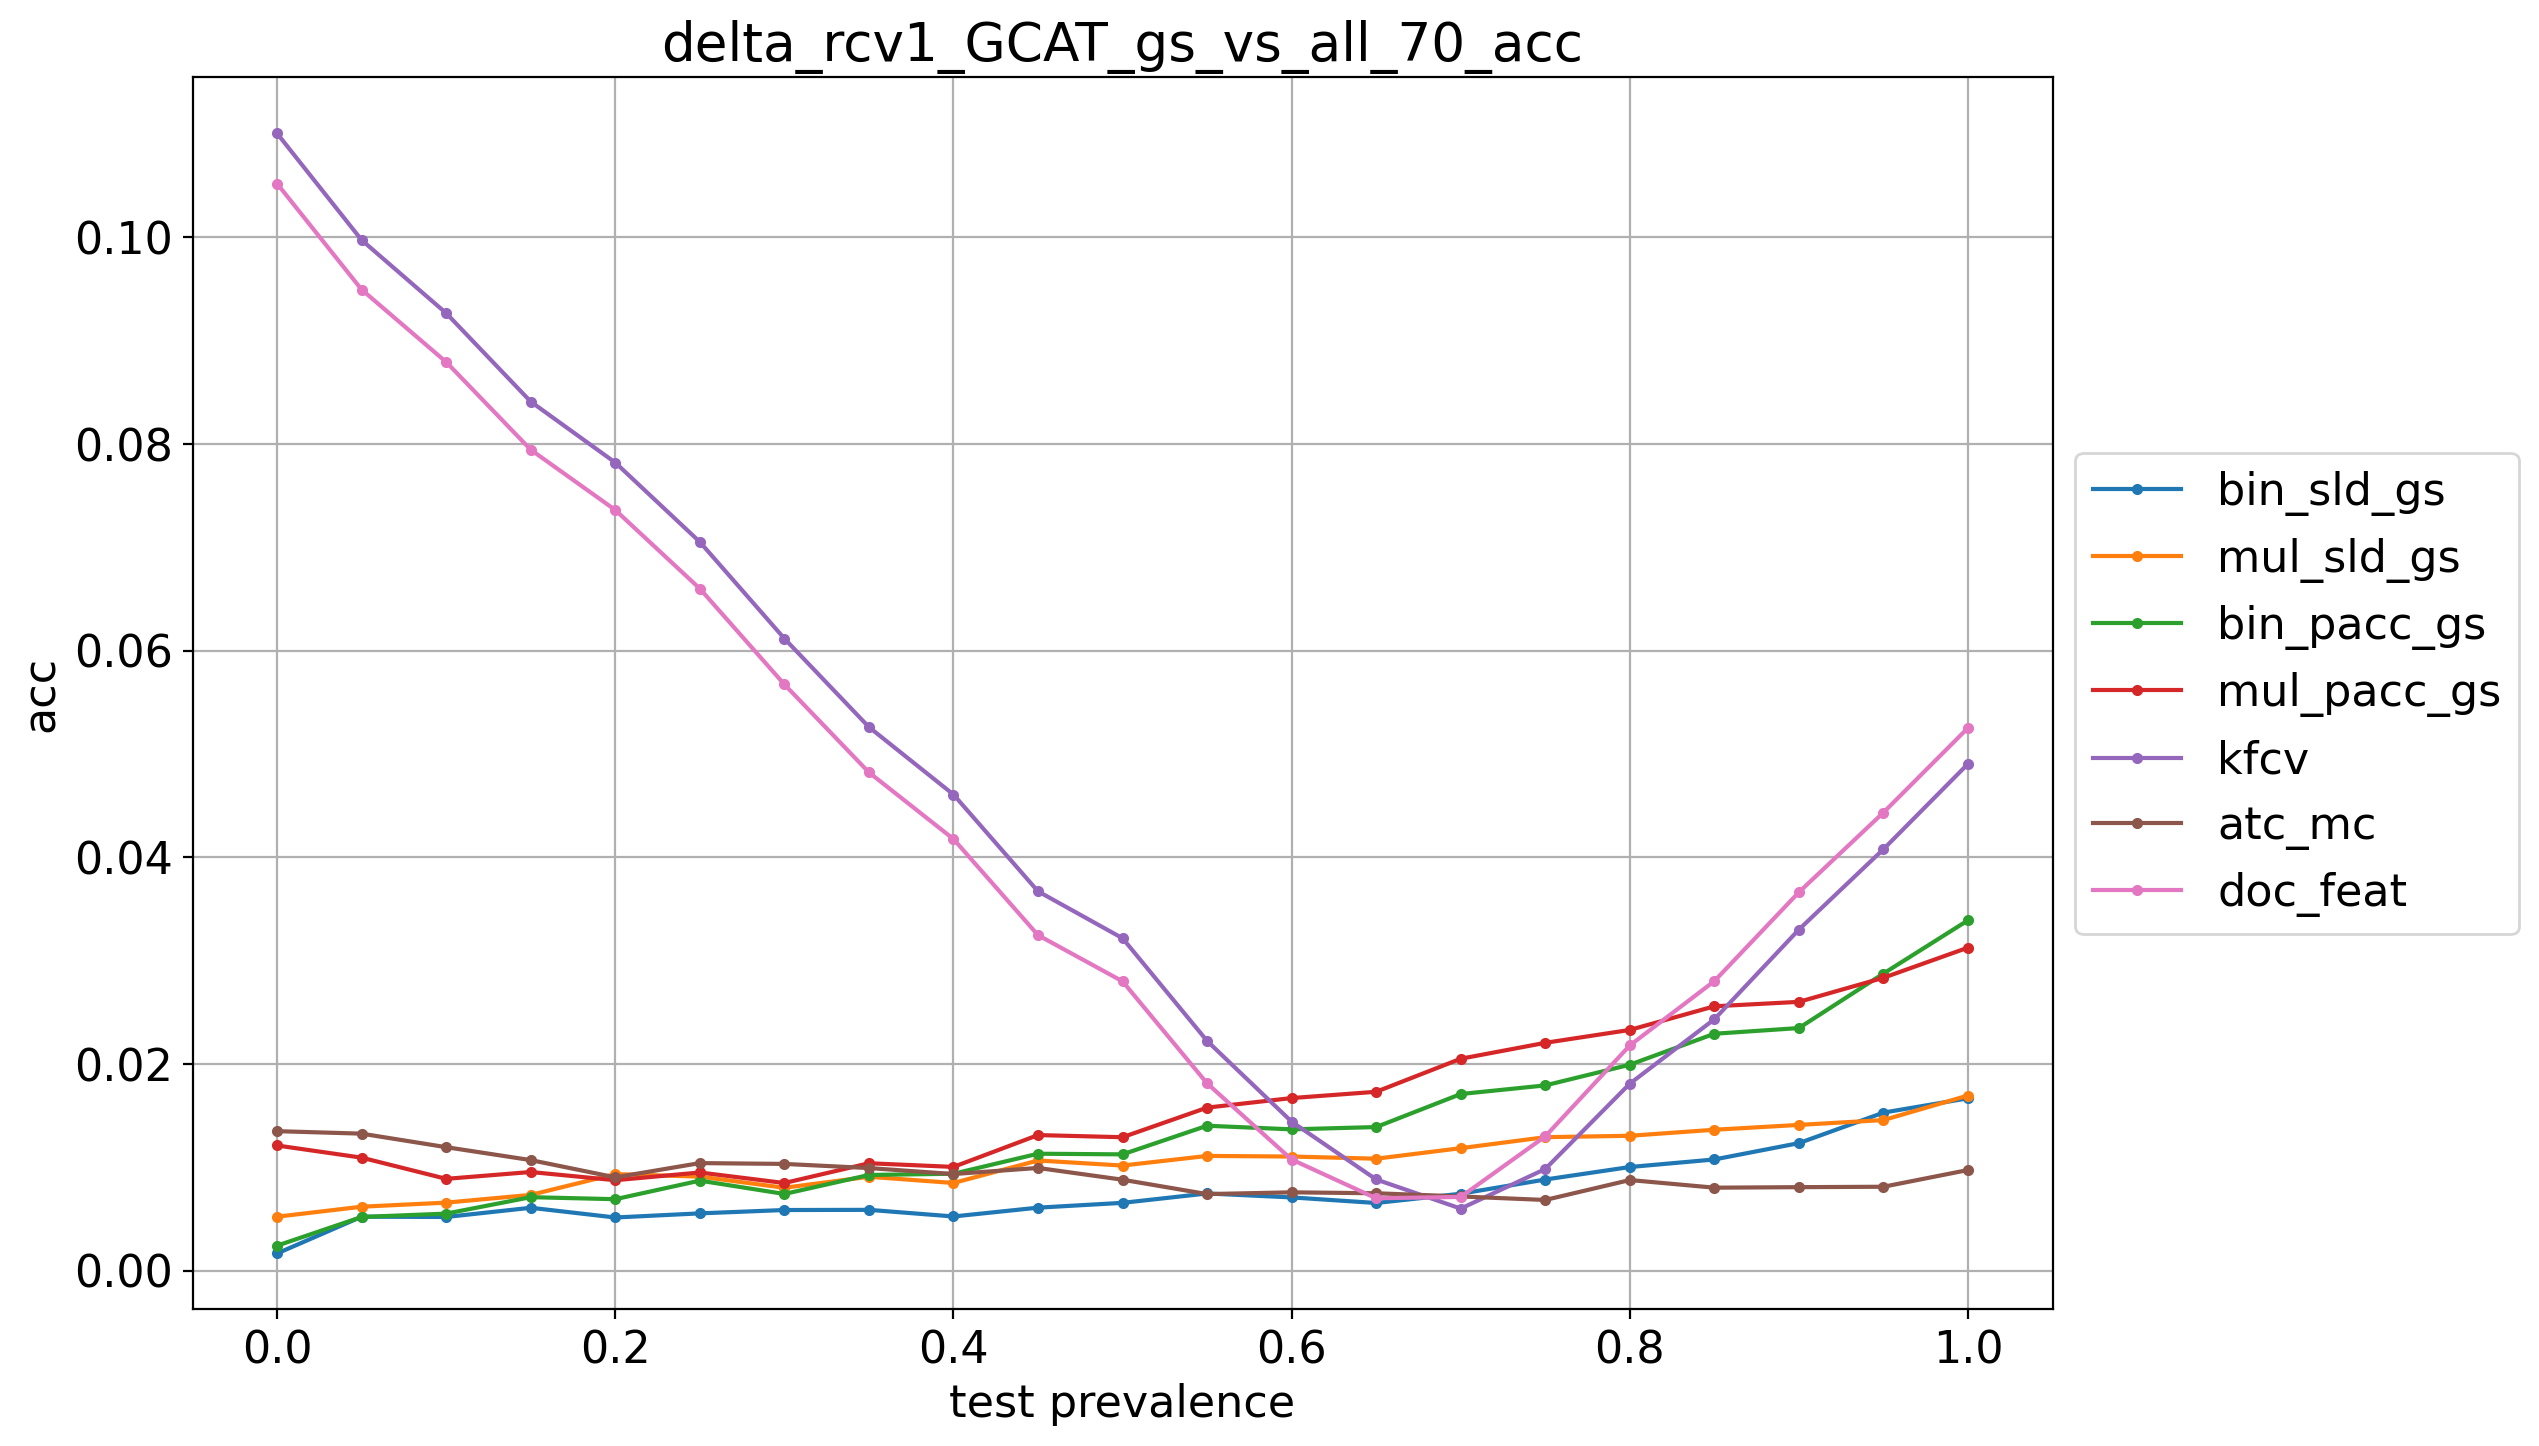 delta_rcv1_GCAT_gs_vs_all_70_acc
acc
0.10
0.08
0.06
0.04
0.02
0.00
0.0 0.2 0.4 0.6 0.8 1.0
test prevalence
bin_sld_gs
mul_sld_gs
bin_pacc_gs
mul_pacc_gs
kfcv
atc_mc
doc_feat